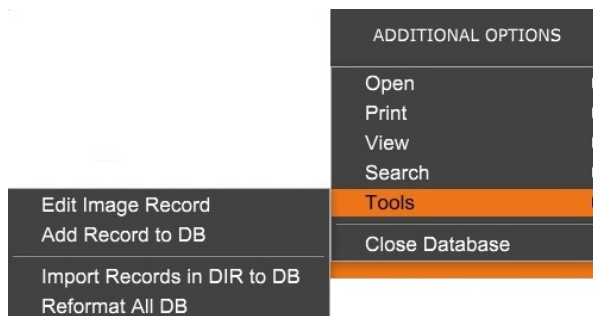 ADDITIONAL OPTIONS
Open
Print
View
Search
Tools
Close Database
Edit Image Record
Add Record to DB
Import Records in DIR to DB
Reformat All DB